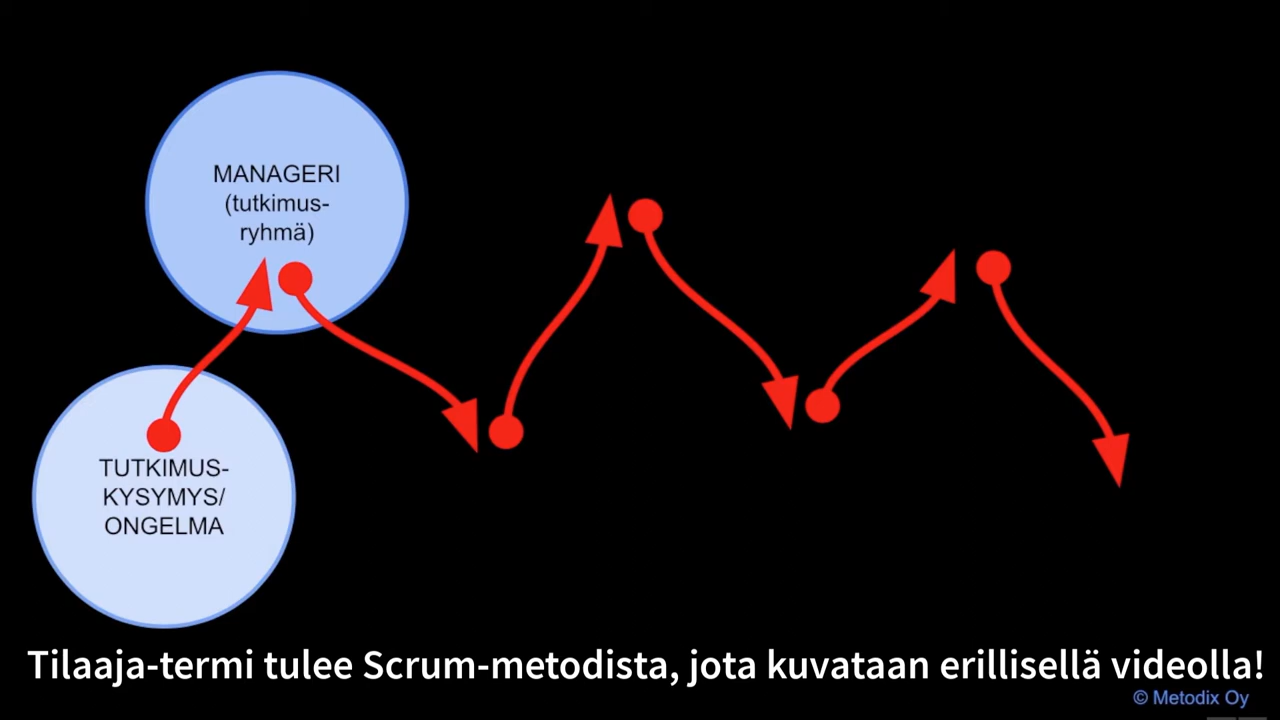 MANAGERI
(tutkimus-
ryhmä)
TUTKIMUS-
KYSYMYS/
ONGELMA
Tilaaja-termi tulee Scrum-metodista, jota kuvataan erillisellä videolla!
© Metodix Oy